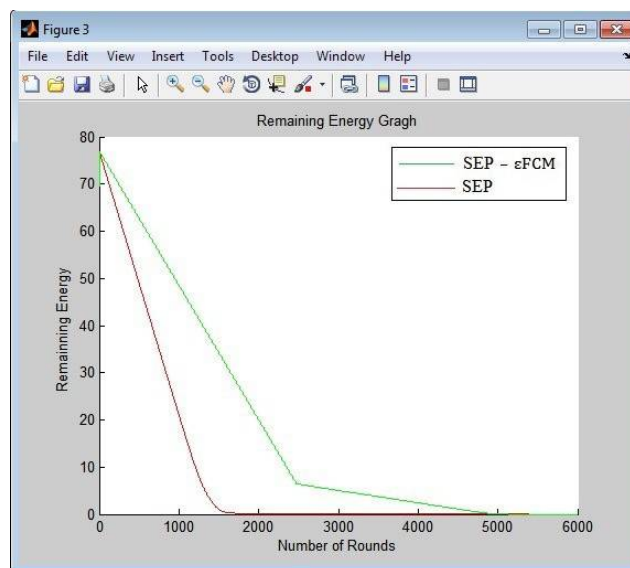 Figure 3
File Edit View Insert Tools Desktop Window Help
Remaining Energy Gragh
SEP – εFCM
SEP
Remainning Energy
80
70
60
50
40
30
20
10
0
0 1000 2000 3000 4000 5000 6000
Number of Rounds